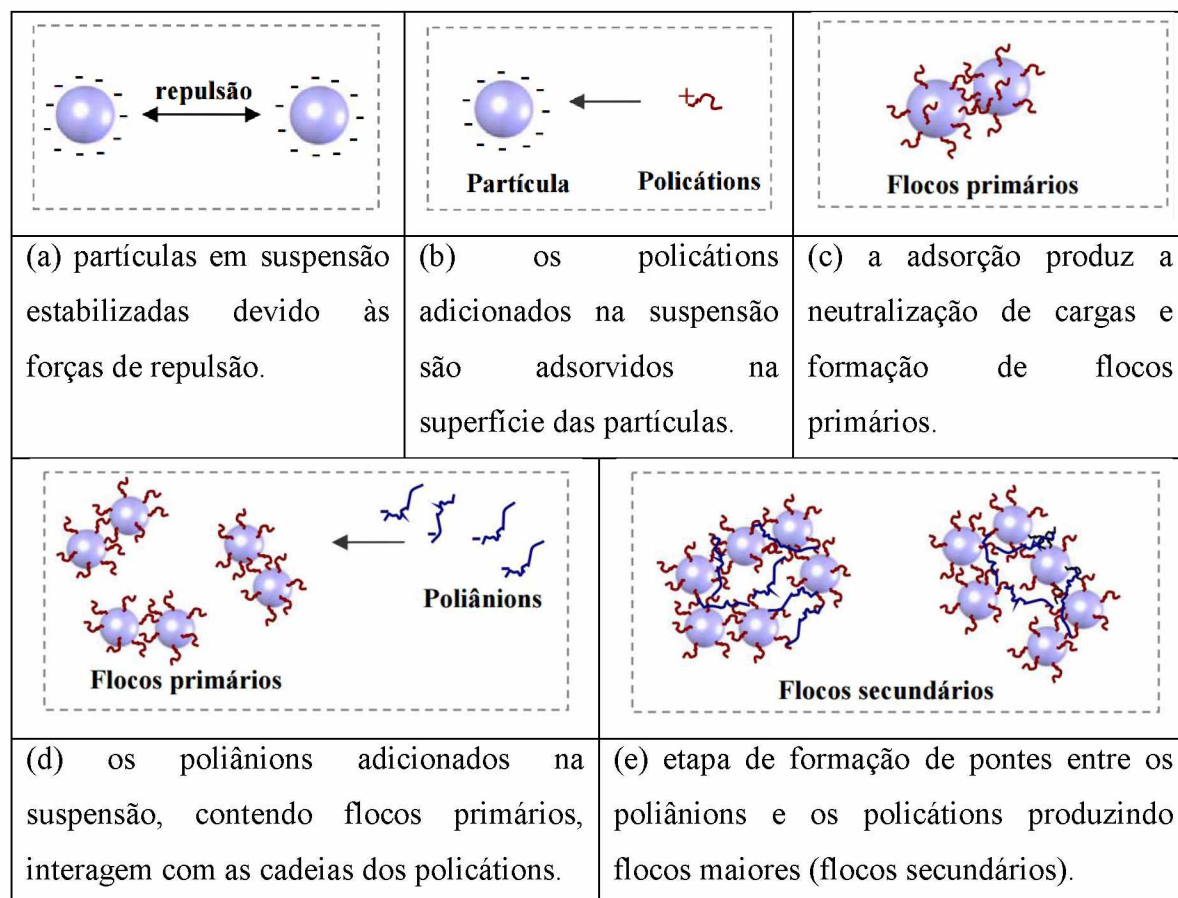 repulsão
Partícula
Policátions
Flocos primários
(a) partículas em suspensão
estabilizadas devido às
forças de repulsão.
(b) os policátions
adicionados na suspensão
são adsorvidos na
superfície das partículas.
(c) a adsorção produz a
neutralização de cargas e
formação de flocos
primários.
Poliânions
Flocos primários
Flocos secundários
(d) os poliânions adicionados na
suspensão, contendo flocos primários,
interagem com as cadeias dos policátions.
(e) etapa de formação de pontes entre os
poliânions e os policátions produzindo
flocos maiores (flocos secundários).